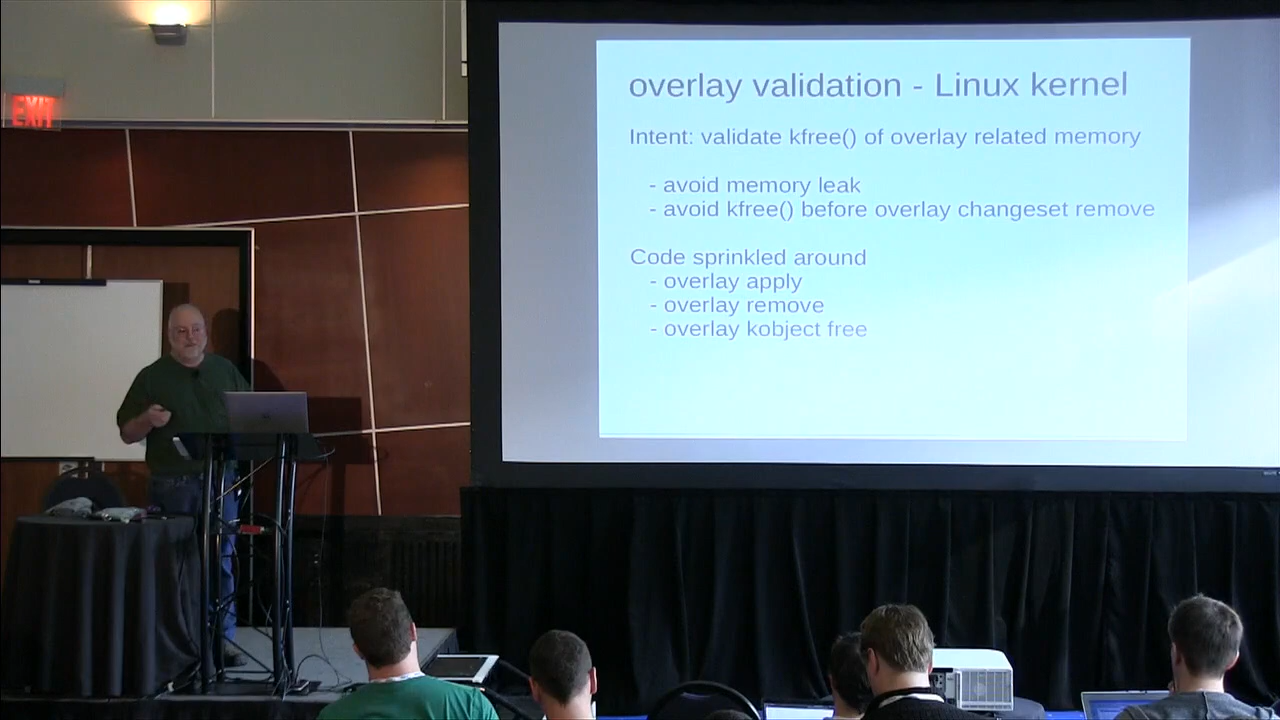 EXIT
overlay validation - Linux kernel
Intent: validate kfree() of overlay related memory
- avoid memory leak
- avoid kfree() before overlay changeset remove
Code sprinkled around
- overlay apply
- overlay remove
- overlay kobject free